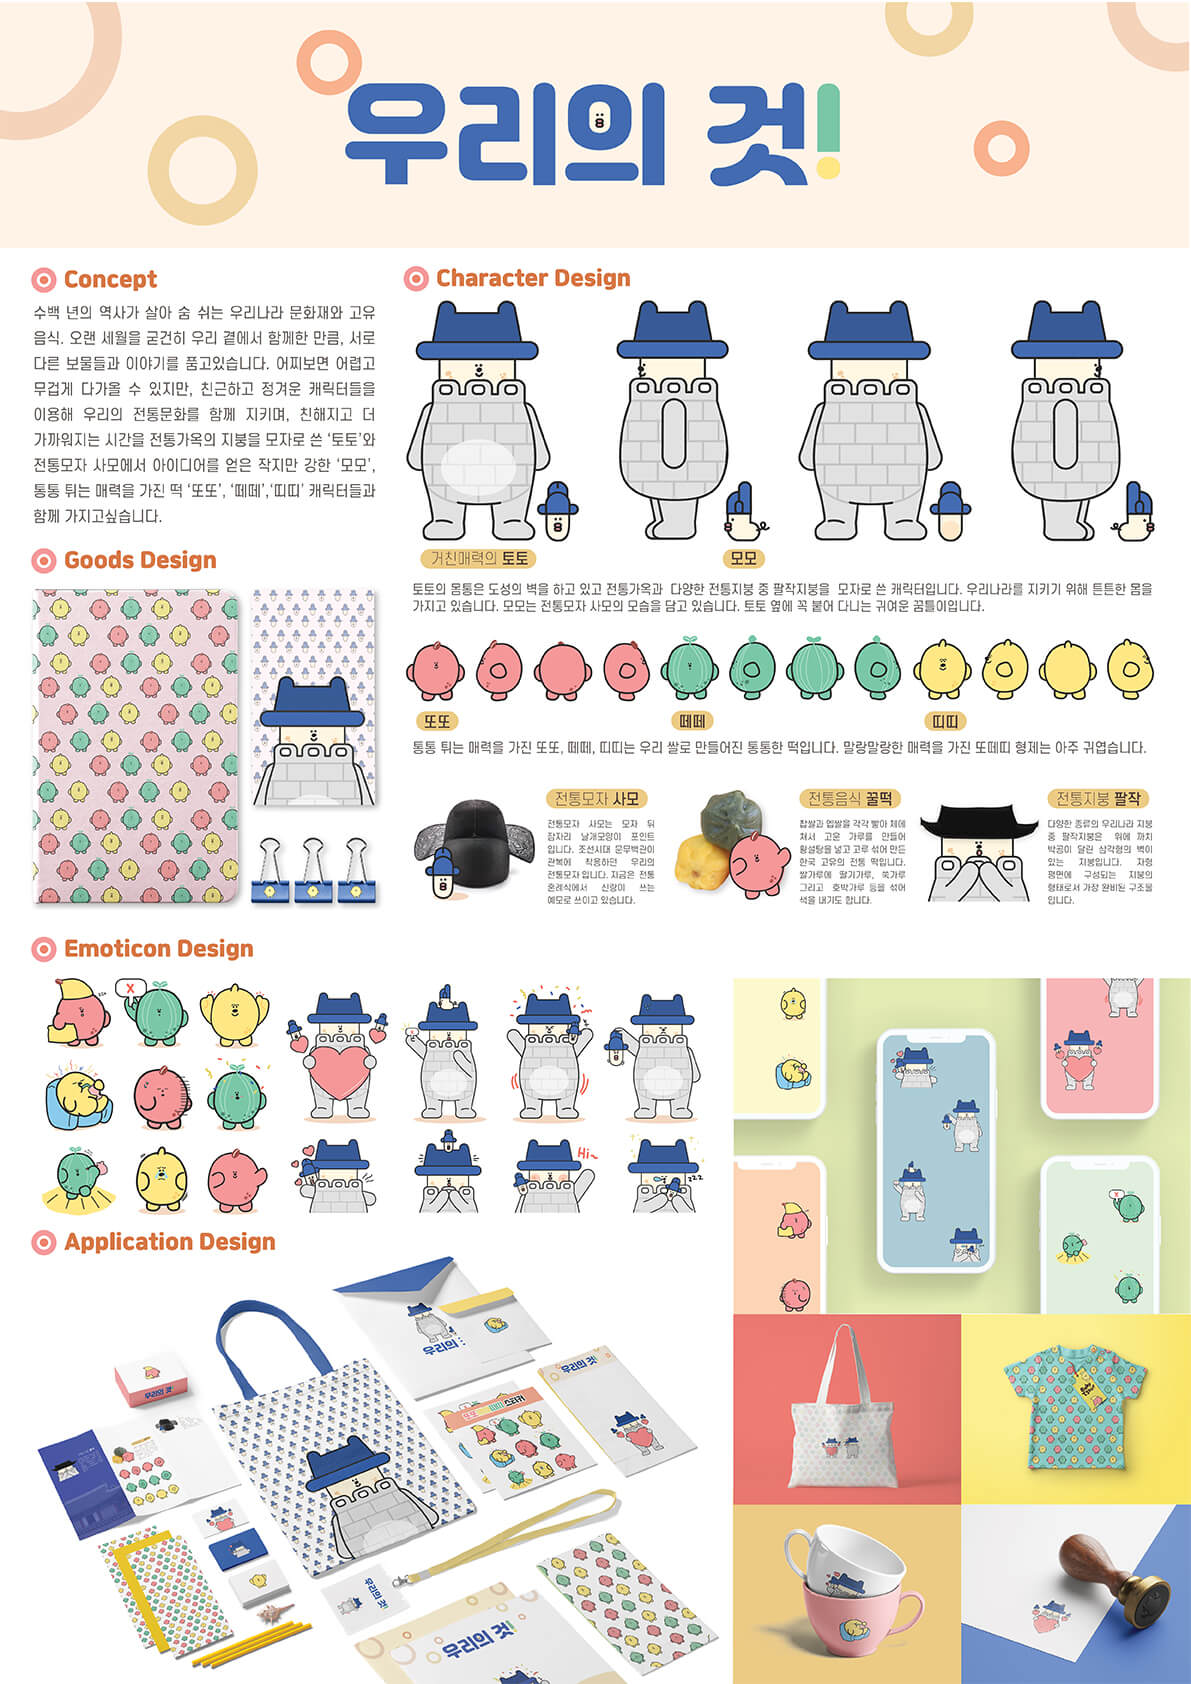 우리의 것!
Concept
수백 년의 역사가 살아 숨 쉬는 우리나라 문화재와 고유
음식. 오랜 세월을 굳건히 우리 곁에서 함께한 만큼, 서로
다른 보물들과 이야기를 품고있습니다. 어찌보면 어렵고
무겁게 다가올 수 있지만, 친근하고 정겨운 캐릭터들을
이용해 우리의 전통문화를 함께 지키며, 친해지고 더
가까워지는 시간을 전통가옥의 지붕을 모자로 쓴 ‘토토’와
전통모자 사모에서 아이디어를 얻은 작지만 강한 ‘모모’,
통통 튀는 매력을 가진 떡 ‘또또’, ‘떼떼’,‘띠띠’ 캐릭터들과
함께 가지고싶습니다.
Character Design
거친매력의 토토
모모
토토의 몸통은 도성의 벽을 하고 있고 전통가옥과 다양한 전통지붕 중 팔작지붕을 모자로 쓴 캐릭터입니다. 우리나라를 지키기 위해 튼튼한 몸을
가지고 있습니다. 모모는 전통모자 사모의 모습을 담고 있습니다. 토토 옆에 꼭 붙어 다니는 귀여운 꿈틀이입니다.
또또
떼떼
띠띠
통통 튀는 매력을 가진 또또, 떼떼, 띠띠는 우리 쌀로 만들어진 통통한 떡입니다. 말랑말랑한 매력을 가진 또떼띠 형제는 아주 귀엽습니다.
전통모자 사모
전통모자 사모는 모자 뒤
잠자리 날개모양이 포인트
입니다. 조선시대 문무백관이
관복에 착용하던 우리의
전통모자 입니다. 지금은 전통
혼례식에서 신랑이 쓰는
예모로 쓰이고 있습니다.
전통음식 꿀떡
찹쌀과 멥쌀을 각각 빻아 체에
쳐서 고운 가루를 만들어
황설탕을 넣고 고루 섞어 만든
한국 고유의 전통 떡입니다.
쌀가루에 딸기가루, 쑥가루
그리고 호박가루 등을 섞어
색을 내기도 합니다.
전통지붕 팔작
다양한 종류의 우리나라 지붕
중 팔작지붕은 위에 까치
박공이 달린 삼각형의 벽이
있는 지붕입니다. 자형
평면에 구성되는 지붕의
형태로서 가장 완비된 구조물
입니다.
Goods Design
Emoticon Design
X
Hi~
zzz
Application Design
우리의 것
우리의
우리의 것!
우리의 것
우리의 것!